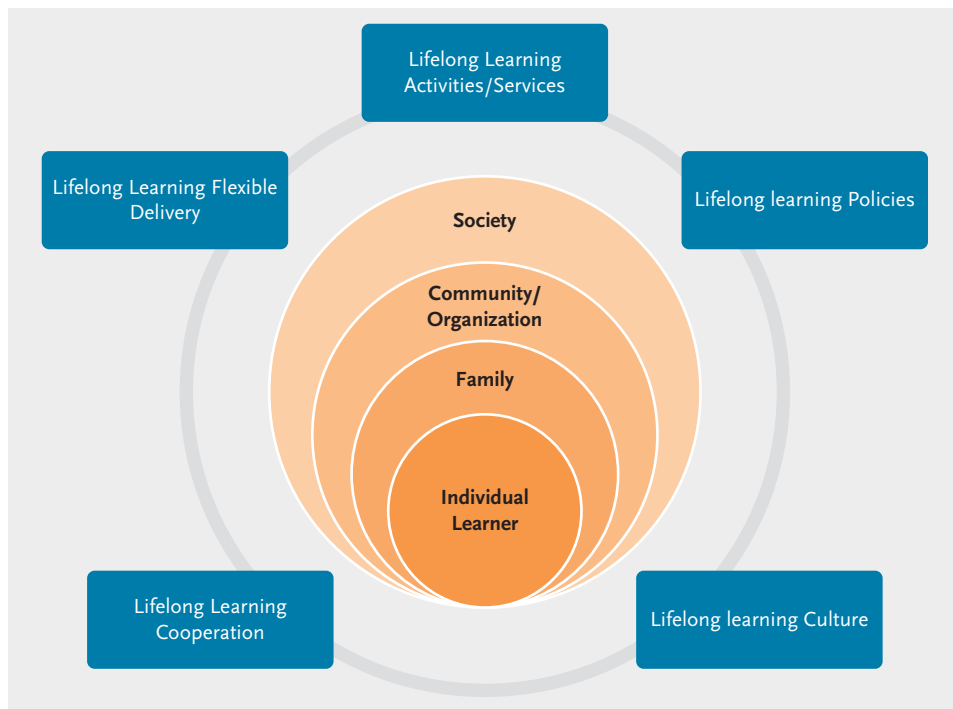 Lifelong Learning
Activities/Services
Lifelong Learning Flexible
Delivery
Lifelong learning Policies
Society
Community/
Organization
Family
Individual
Learner
Lifelong Learning
Cooperation
Lifelong learning Culture